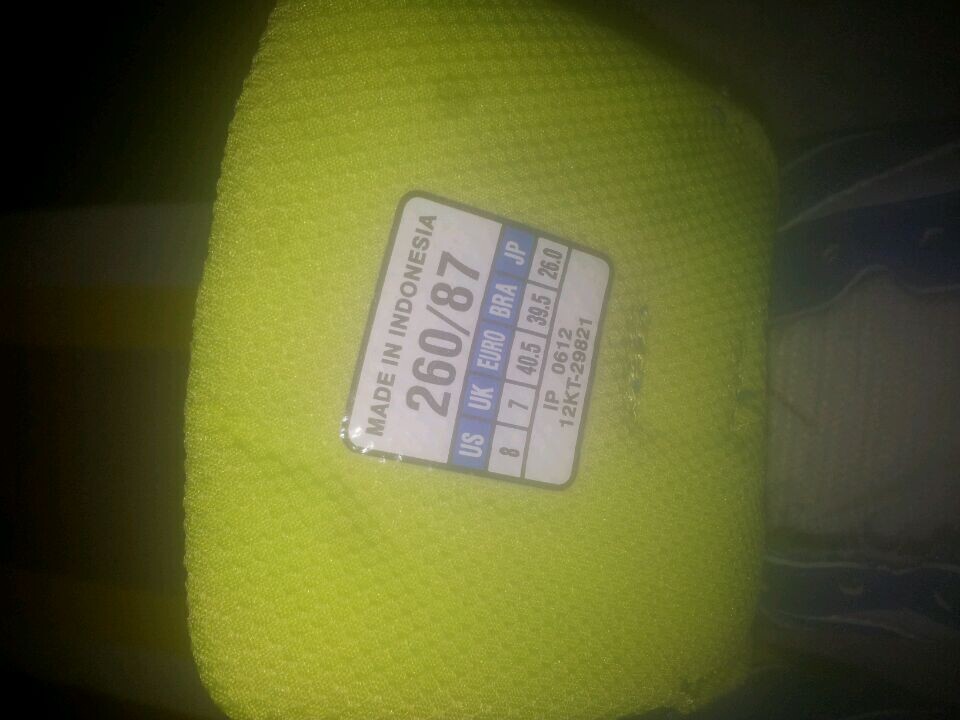 MADE IN INDONESIA
260/87
US UK EURO BRA JP
8 7 40.5 39.5 26.0
IP 0612
12KT-29821